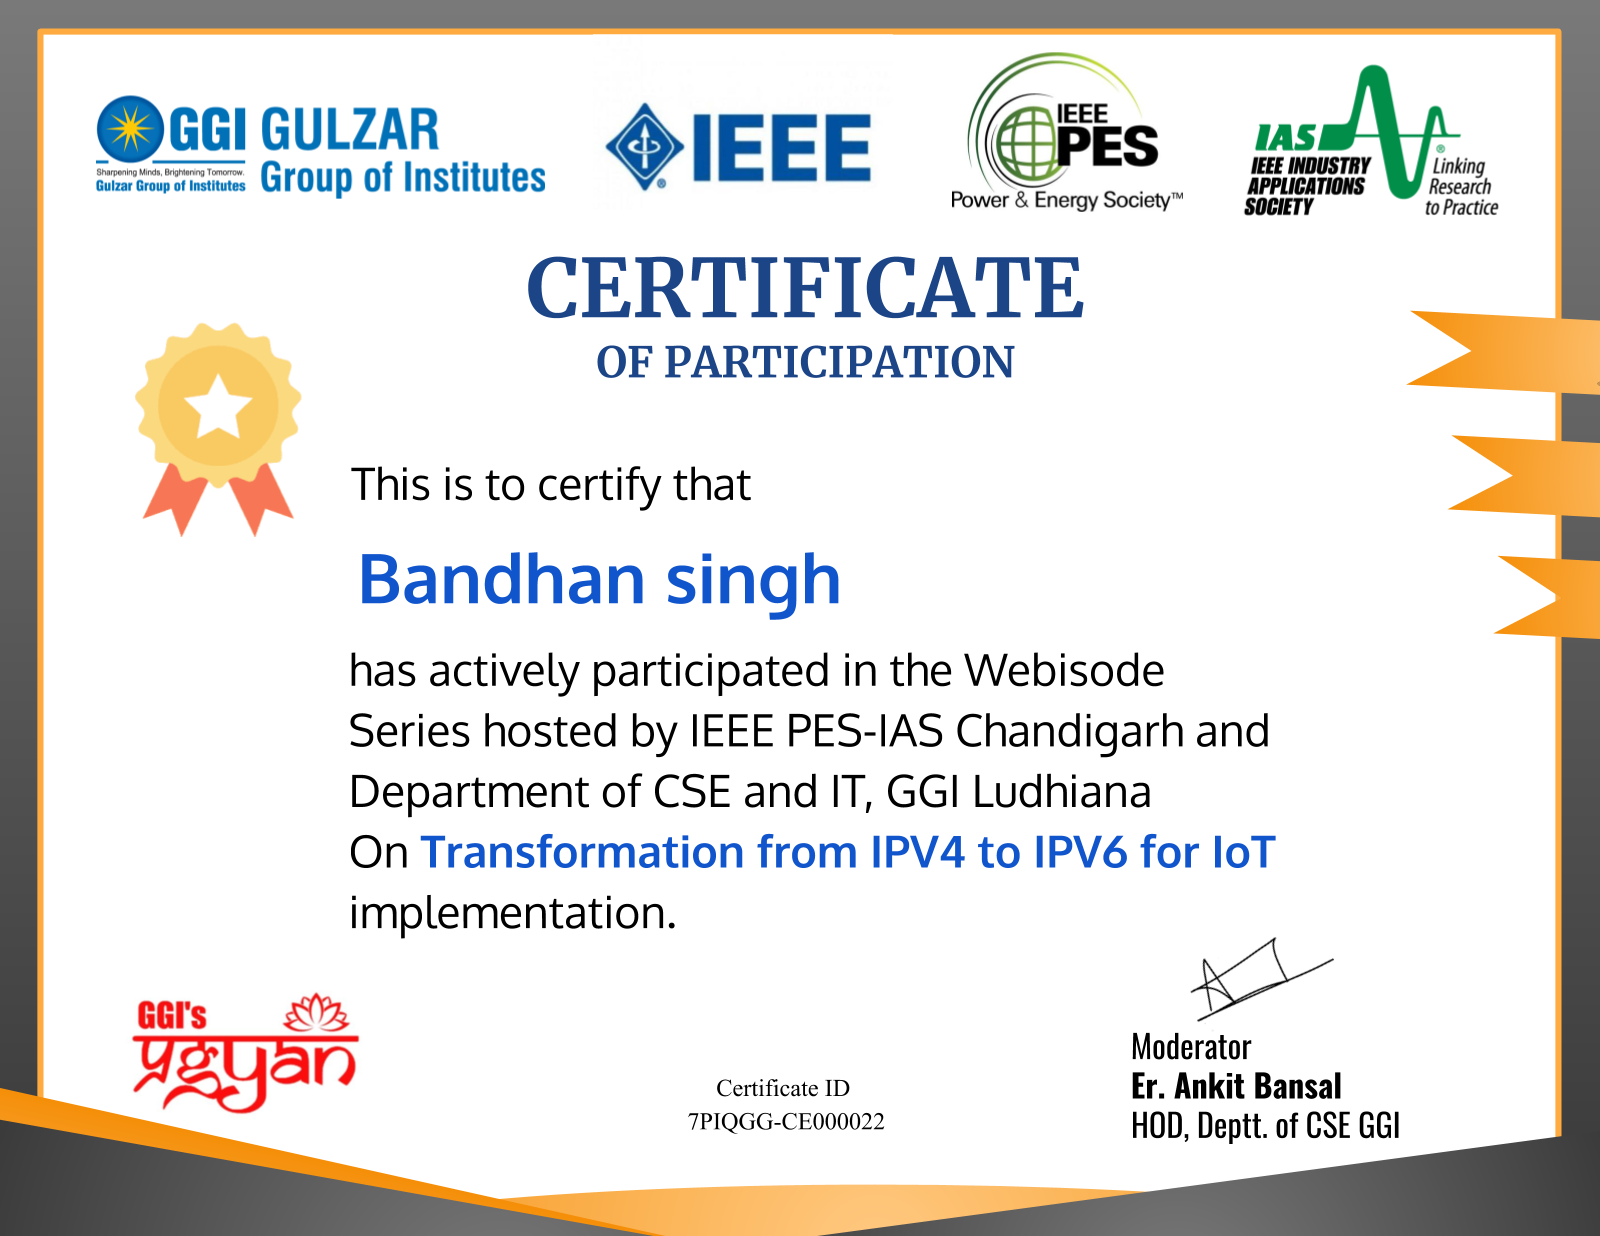 GGI GULZAR
Group of Institutes
Sharpening Minds, Brightening Tomorrow.
Gulzar Group of Institutes
IEEE
®
IEEE
PES
Power & Energy Society™
IAS
®
IEEE INDUSTRY
APPLICATIONS
SOCIETY
Linking
Research
to Practice
CERTIFICATE
OF PARTICIPATION
This is to certify that
Bandhan singh
has actively participated in the Webisode
Series hosted by IEEE PES-IAS Chandigarh and
Department of CSE and IT, GGI Ludhiana
On Transformation from IPV4 to IPV6 for IoT
implementation.
GGI's
Pragyan
Certificate ID
7PIQGG-CE000022
Moderator
Er. Ankit Bansal
HOD, Deptt. of CSE GGI